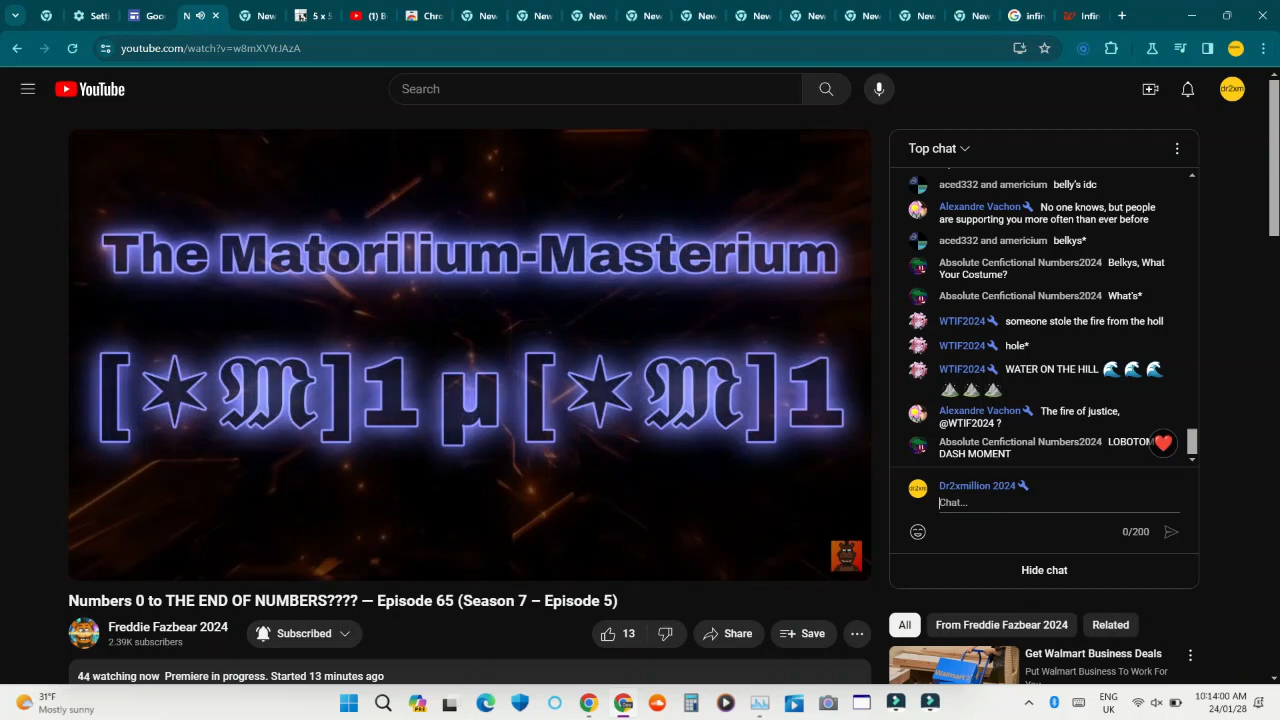 Setti
Goo
N
New
5 x 5
(1) B
Chro
New
New
New
New
New
New
New
New
New
New
infin
Infin
youtube.com/watch?v=w8mXVYrJAzA
YouTube
Search
dr2xm
The Matorilium-Masterium
[✶𝔐]1 µ [✶𝔐]1
Top chat
aced332 and americium belly's idc
Alexandre Vachon No one knows, but people
are supporting you more often than ever before
aced332 and americium belkys*
Absolute Cenfictional Numbers2024 Belkys, What
Your Costume?
Absolute Cenfictional Numbers2024 What's*
WTIF2024 someone stole the fire from the holl
WTIF2024 hole*
WTIF2024 WATER ON THE HILL 🌊 🌊 🌊
⛰️ ⛰️ ⛰️
Alexandre Vachon The fire of justice,
@WTIF2024 ?
Absolute Cenfictional Numbers2024 LOBOTOM
DASH MOMENT
dr2xm
Dr2xmillion 2024
Chat...
0/200
Hide chat
Numbers 0 to THE END OF NUMBERS???? — Episode 65 (Season 7 – Episode 5)
Freddie Fazbear 2024
2.39K subscribers
Subscribed
13
Share
Save
44 watching now Premiere in progress. Started 13 minutes ago
All
From Freddie Fazbear 2024
Related
Get Walmart Business Deals
Put Walmart Business To Work For
31°F
Mostly sunny
ENG
UK
10:14:00 AM
24/01/28